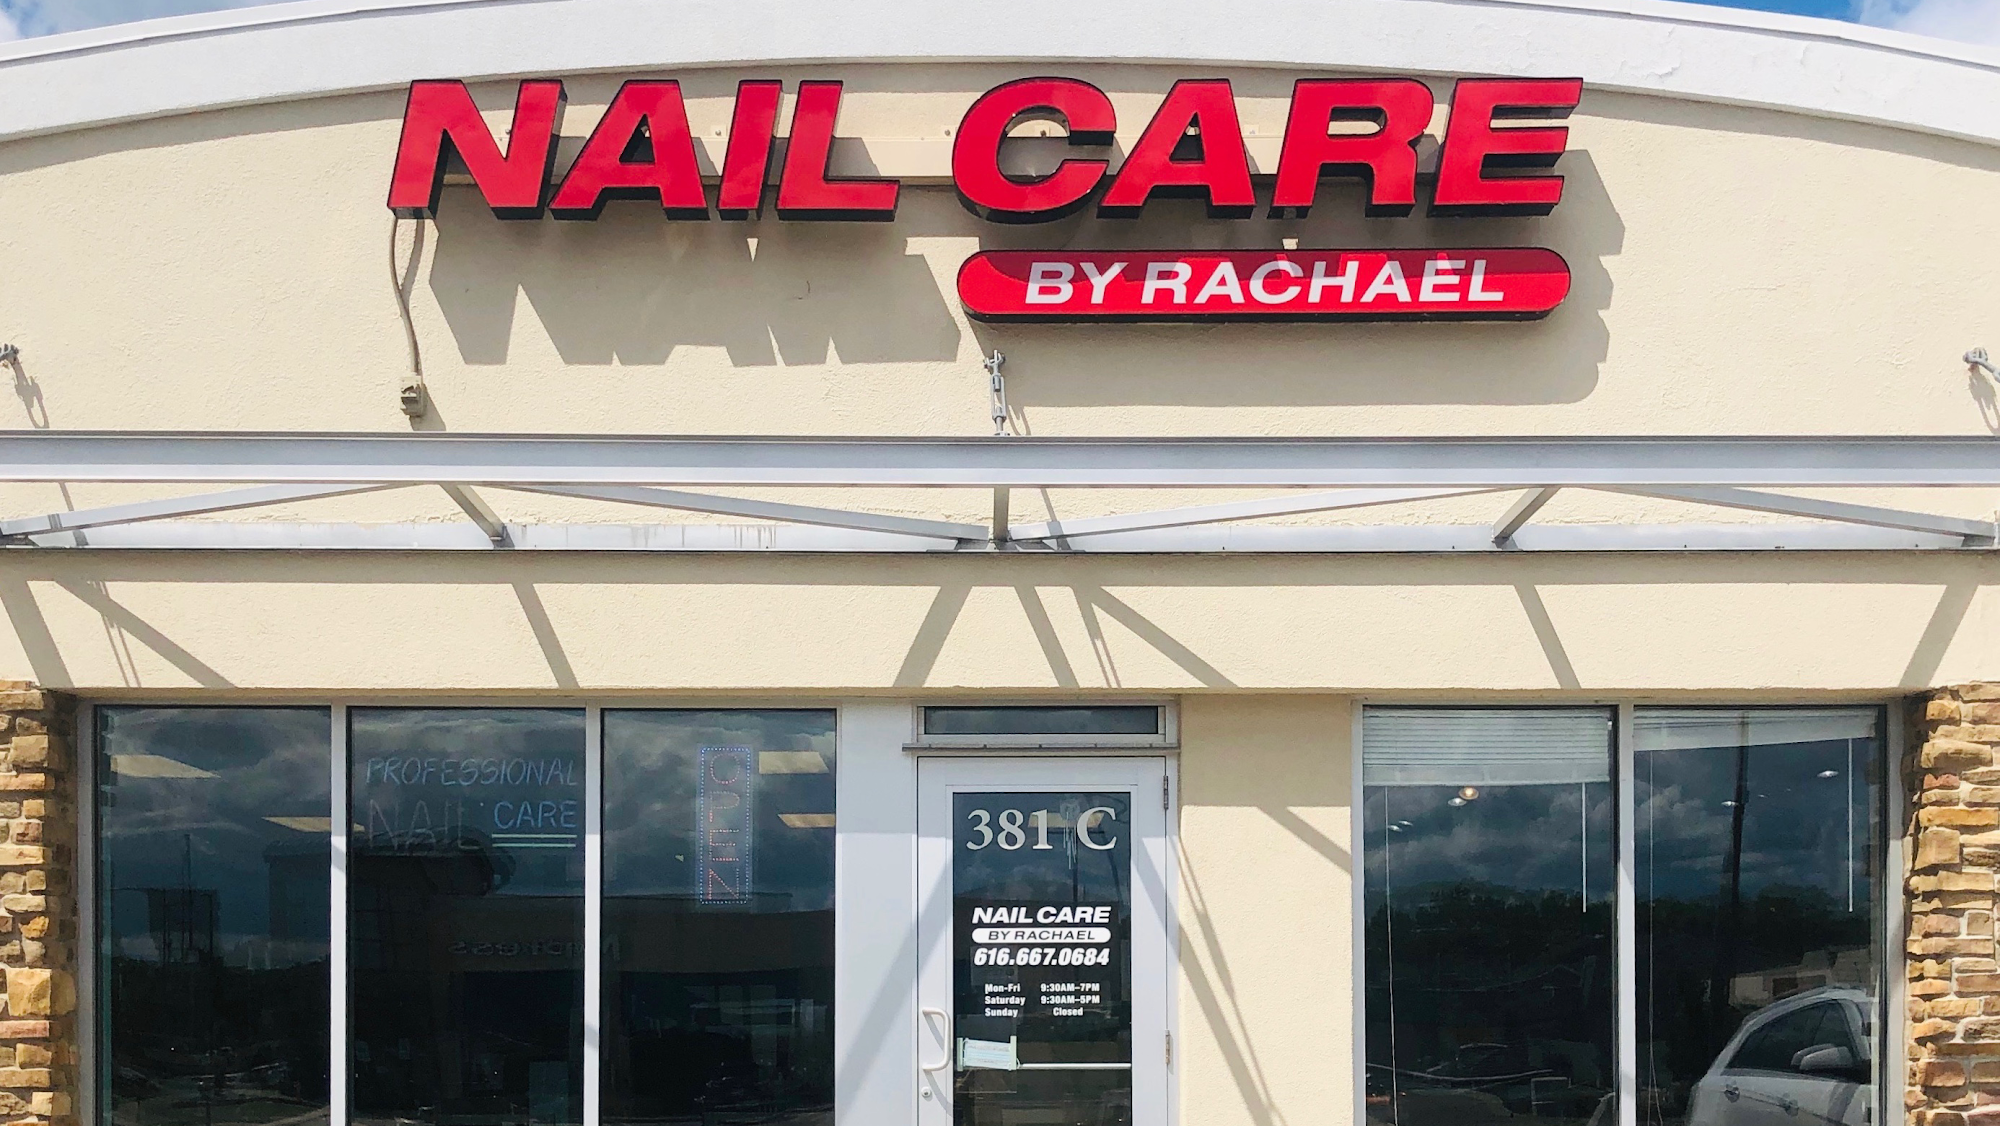 NAIL CARE
BY RACHAEL
PROFESSIONAL
NAIL CARE
OPEN
381 C
NAIL CARE
BY RACHAEL
616.667.0684
Mon-Fri 9:30AM–7PM
Saturday 9:30AM–5PM
Sunday Closed